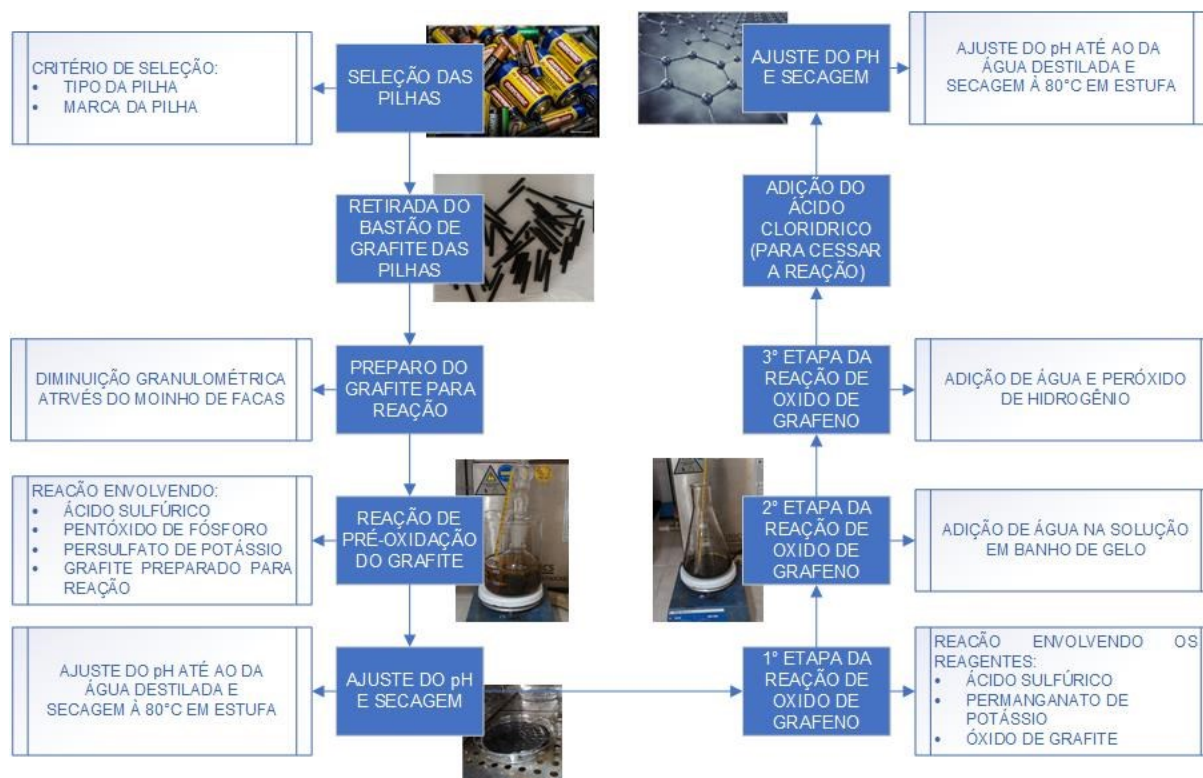 CRITÉRIO DE SELEÇÃO:
• TIPO DA PILHA
• MARCA DA PILHA
SELEÇÃO DAS
PILHAS
RETIRADA DO
BASTÃO DE
GRAFITE DAS
PILHAS
DIMINUIÇÃO GRANULOMÉTRICA
ATRVES DO MOINHO DE FACAS
PREPARO DO
GRAFITE PARA
REAÇÃO
REAÇÃO ENVOLVENDO:
• ÁCIDO SULFÚRICO
• PENTÓXIDO DE FÓSFORO
• PERSULFATO DE POTÁSSIO
GRAFITE PREPARADO PARA
REAÇÃO
REAÇÃO DE
PRÉ-OXIDAÇÃO
DO GRAFITE
AJUSTE DO pH ATÉ AO DA
ÁGUA DESTILADA E
SECAGEM À 80°C EM ESTUFA
AJUSTE DO pH
E SECAGEM
1° ETAPA DA
REAÇÃO DE
OXIDO DE
GRAFENO
REAÇÃO ENVOLVENDO OS
REAGENTES:
• ÁCIDO SULFÚRICO
• PERMANGANATO DE
POTÁSSIO
• ÓXIDO DE GRAFITE
2° ETAPA DA
REAÇÃO DE
OXIDO DE
GRAFENO
ADIÇÃO DE ÁGUA NA SOLUÇÃO
EM BANHO DE GELO
3° ETAPA DA
REAÇÃO DE
OXIDO DE
GRAFENO
ADIÇÃO DE ÁGUA E PERÓXIDO
DE HIDROGÊNIO
ADIÇÃO DO
ÁCIDO
CLORIDRICO
(PARA CESSAR
A REAÇÃO)
AJUSTE DO PH
E SECAGEM
AJUSTE DO pH ATÉ AO DA
ÁGUA DESTILADA E
SECAGEM À 80°C EM ESTUFA